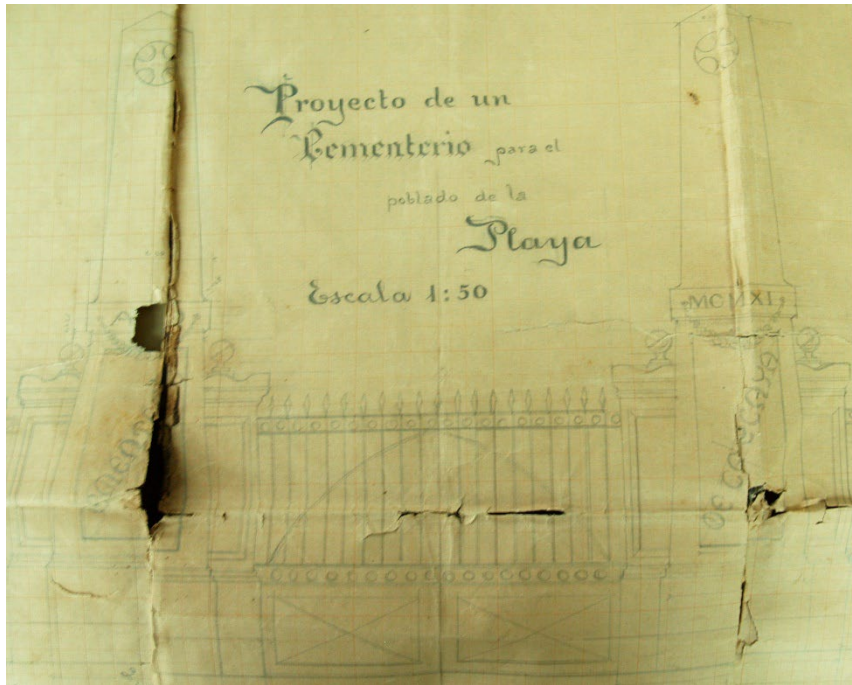 Proyecto de un
Cementerio para el
poblado de la
Playa
Escala 1:50
MCMXI